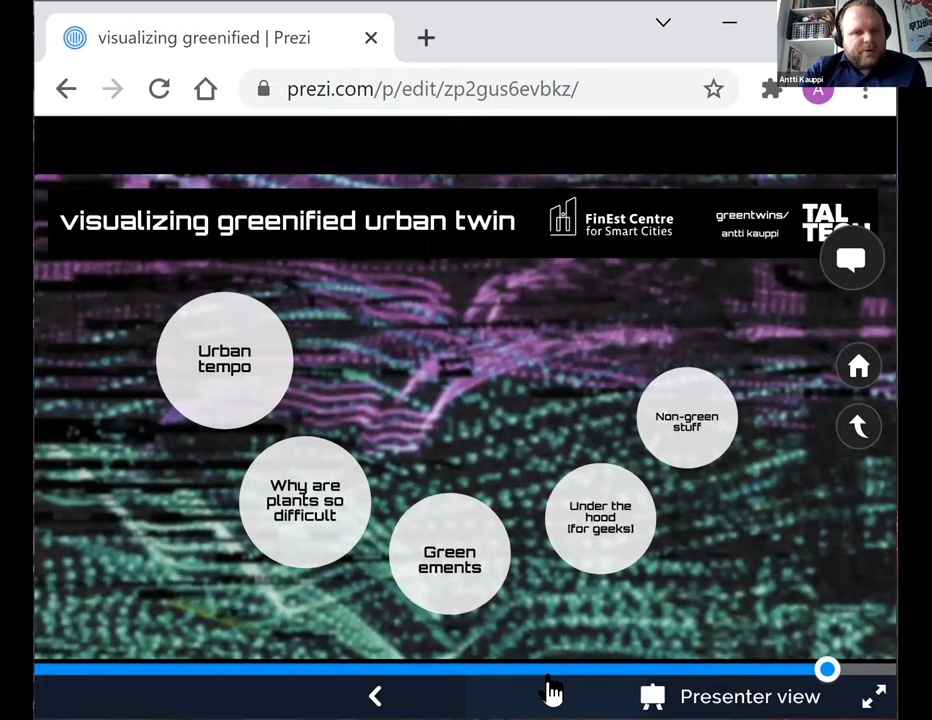 visualizing greenified | Prezi
Antti Kauppi
prezi.com/p/edit/zp2gus6evbkz/
A
visualizing greenified urban twin
FinEst Centre
for Smart Cities
greentwins/
antti kauppi
TAL
TECH
Urban
tempo
Non-green
stuff
Why are
plants so
difficult
Under the
hood
[for geeks]
Green
ements
Presenter view